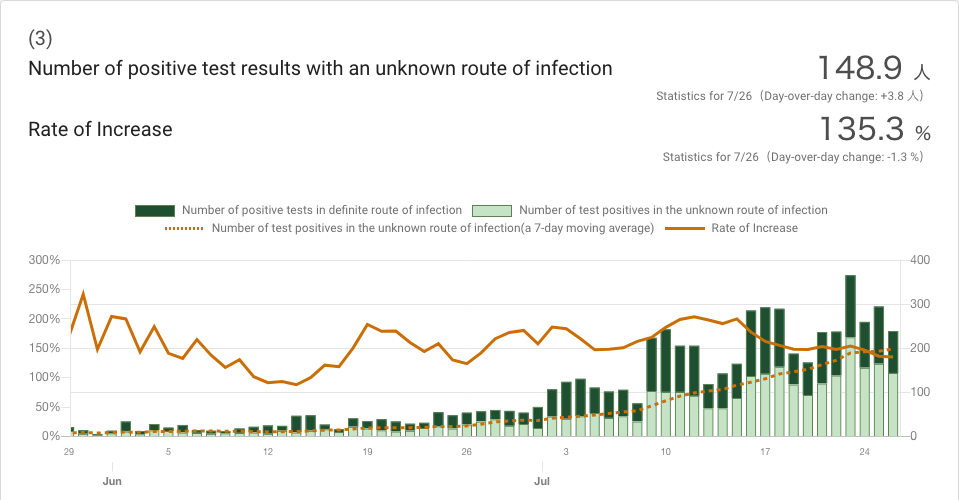 (3)
Number of positive test results with an unknown route of infection
148.9 人
Statistics for 7/26（Day-over-day change: +3.8 人）
Rate of Increase
135.3 %
Statistics for 7/26（Day-over-day change: -1.3 %）
Number of positive tests in definite route of infection Number of test positives in the unknown route of infection
Number of test positives in the unknown route of infection(a 7-day moving average) Rate of Increase
300% 400
250%
200% 300
150% 200
100%
50% 100
0% 0
29 5 12 19 26 3 10 17 24
Jun Jul